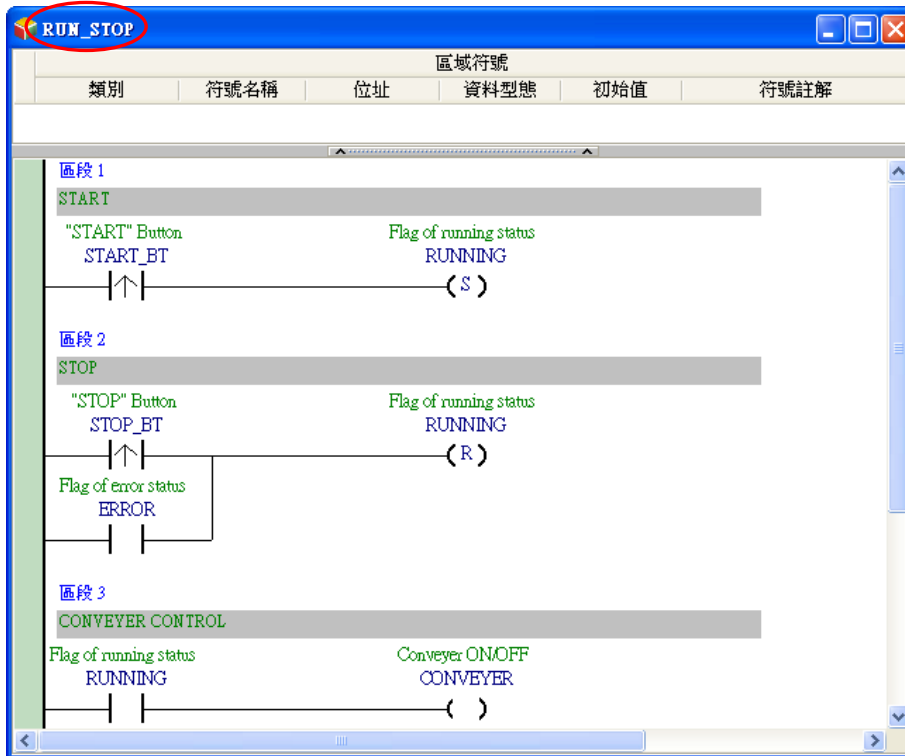 RUN_STOP
區域符號
類別 符號名稱 位址 資料型態 初始值 符號註解
區段 1
START
"START" Button Flag of running status
START_BT RUNNING
S
區段 2
STOP
"STOP" Button Flag of running status
STOP_BT RUNNING
R
Flag of error status
ERROR
區段 3
CONVEYER CONTROL
Flag of running status Conveyer ON/OFF
RUNNING CONVEYER